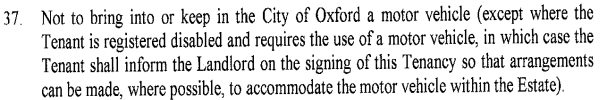 37. Not to bring into or keep in the City of Oxford a motor vehicle (except where the
Tenant is registered disabled and requires the use of a motor vehicle, in which case the
Tenant shall inform the Landlord on the signing of this Tenancy so that arrangements
can be made, where possible, to accommodate the motor vehicle within the Estate).